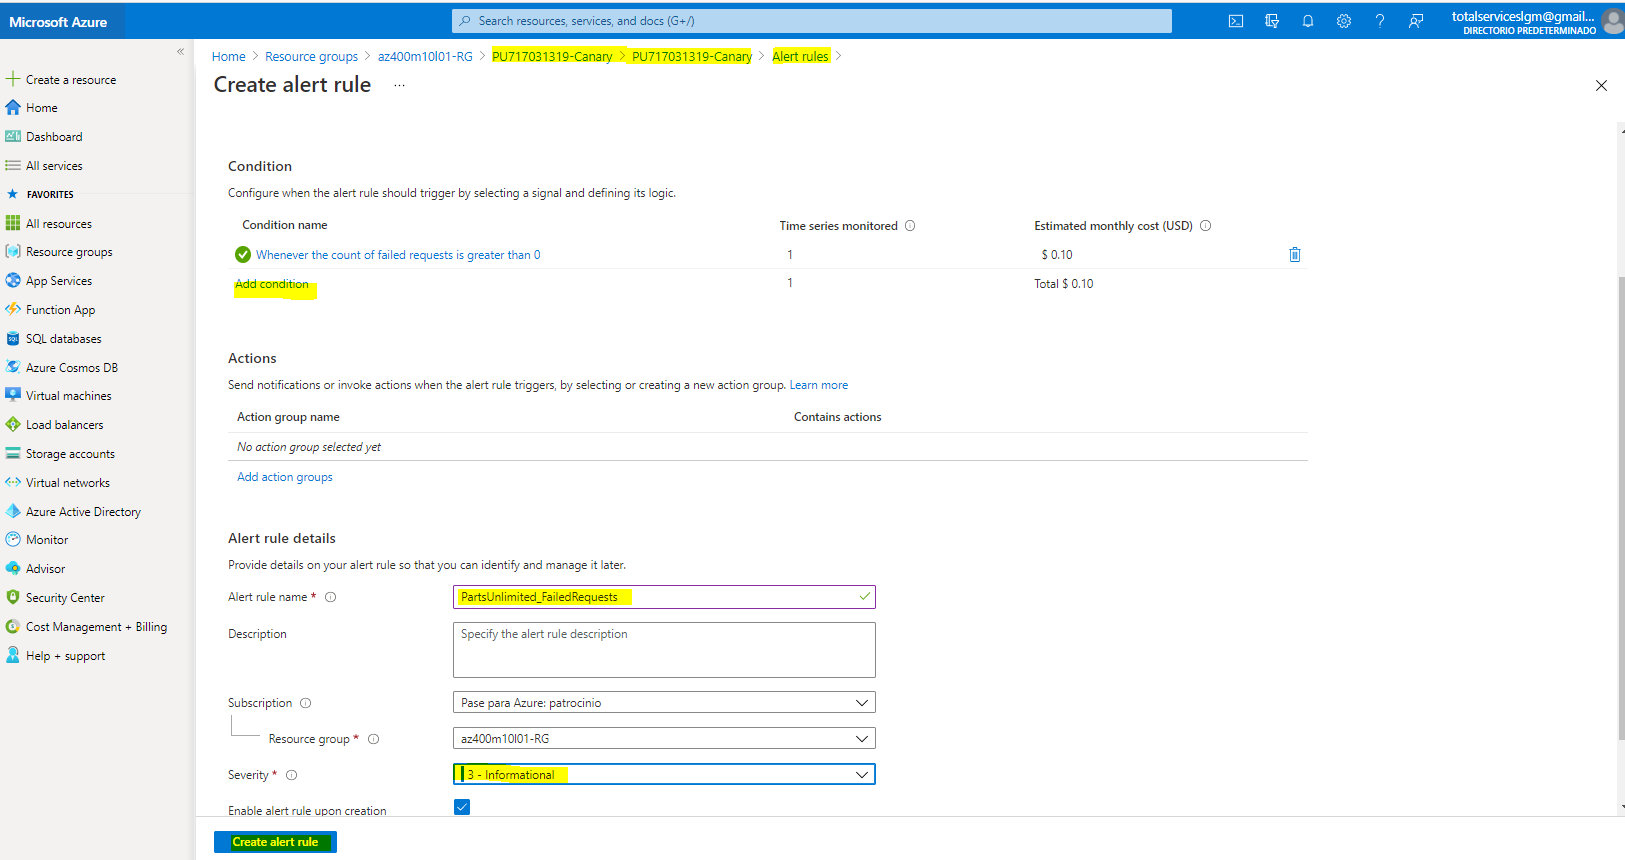 Microsoft Azure
Search resources, services, and docs (G+/)
totalserviceslgm@gmail...
DIRECTORIO PREDETERMINADO
«
Create a resource
Home
Dashboard
All services
FAVORITES
All resources
Resource groups
App Services
Function App
SQL databases
Azure Cosmos DB
Virtual machines
Load balancers
Storage accounts
Virtual networks
Azure Active Directory
Monitor
Advisor
Security Center
Cost Management + Billing
Help + support
Home > Resource groups > az400m10l01-RG > PU717031319-Canary > PU717031319-Canary > Alert rules >
Create alert rule ...
Condition
Configure when the alert rule should trigger by selecting a signal and defining its logic.
Condition name Time series monitored Estimated monthly cost (USD)
Whenever the count of failed requests is greater than 0 1 $ 0.10
Add condition 1 Total $ 0.10
Actions
Send notifications or invoke actions when the alert rule triggers, by selecting or creating a new action group. Learn more
Action group name Contains actions
No action group selected yet
Add action groups
Alert rule details
Provide details on your alert rule so that you can identify and manage it later.
Alert rule name * PartsUnlimited_FailedRequests
Description Specify the alert rule description
Subscription Pase para Azure: patrocinio
Resource group * az400m10l01-RG
Severity * 3 - Informational
Enable alert rule upon creation
Create alert rule